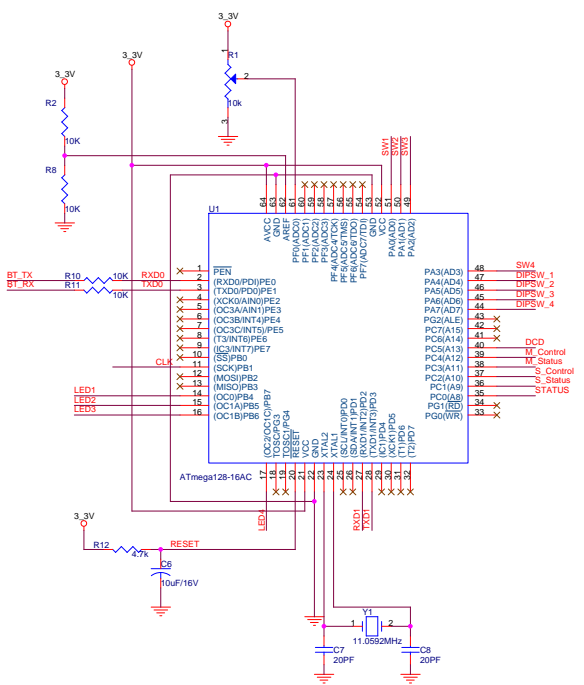 3_3V
R1
3_3V
1
2
3_3V
R2
10k
10K
3
R8
10K
SW1
SW2
SW3
U1
64
63
62
61
60
59
58
57
56
55
54
53
52
51
50
49
AVCC
GND
AREF
PF0(ADC0)
PF1(ADC1)
PF2(ADC2)
PF3(ADC3)
PF4(ADC4/TCK)
PF5(ADC5/TMS)
PF6(ADC6/TDO)
PF7(ADC7/TDI)
GND
VCC
PA0(AD0)
PA1(AD1)
PA2(AD2)
1 PEN
BT_TX R10 10K RXD0 2 (RXD0/PDI)PE0
BT_RX R11 10K TXD0 3 (TXD0/PDO)PE1
4 (XCK0/AIN0)PE2
5 (OC3A/AIN1)PE3
6 (OC3B/INT4)PE4
7 (OC3C/INT5)/PE5
8 (T3/INT6)PE6
9 (IC3/INT7)PE7
10 (SS)PB0
CLK 11 (SCK)PB1
12 (MOSI)PB2
13 (MISO)PB3
LED1 14 (OC0)PB4
LED2 15 (OC1A)PB5
LED3 16 (OC1B)PB6
PA3(AD3) 48 SW4
PA4(AD4) 47 DIPSW_1
PA5(AD5) 46 DIPSW_2
PA6(AD6) 45 DIPSW_3
PA7(AD7) 44 DIPSW_4
PG2(ALE) 43
PC7(A15) 42
PC6(A14) 41
PC5(A13) 40 DCD
PC4(A12) 39 M_Control
PC3(A11) 38 M_Status
PC2(A10) 37 S_Control
PC1(A9) 36 S_Status
PC0(A8) 35 STATUS
PG1(RD) 34
PG0(WR) 33
(OC2/OC1C)PB7
TOSC/PG3
TOSC1/PG4
RESET
VCC
GND
XTAL2
XTAL1
(SCL/INT0)PD0
(SDA/INT1)PD1
(RXD1/INT2)PD2
(TXD1/INT3)PD3
(IC1)PD4
(XCK1)PD5
(T1)PD6
(T2)PD7
ATmega128-16AC
17
18
19
20
21
22
23
24
25
26
27
28
29
30
31
32
LED4
RXD1
TXD1
3_3V
R12
4.7k
RESET
C6
10uF/16V
Y1
1
2
11.0592MHz
C7
20PF
C8
20PF